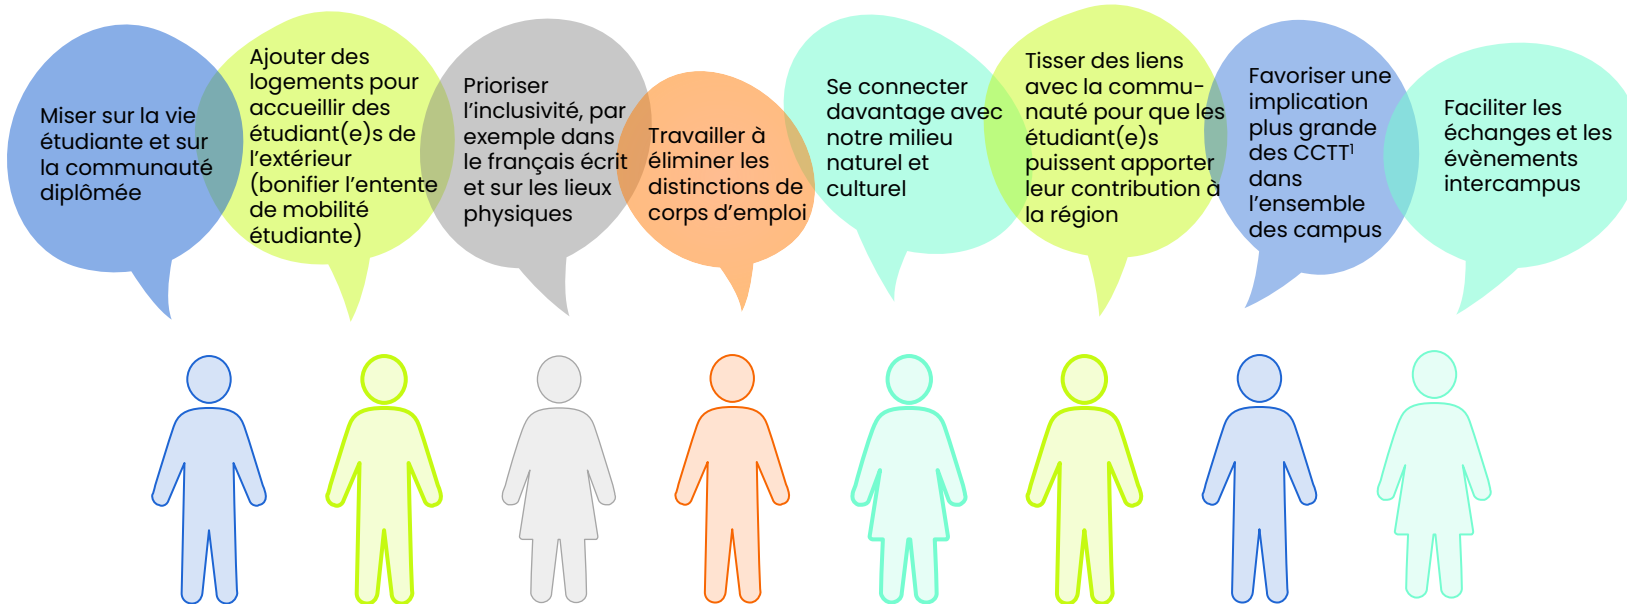 Miser sur la vie
étudiante et sur
la communauté
diplômée
Ajouter des
logements pour
accueillir des
étudiant(e)s de
l’extérieur
(bonifier l’entente
de mobilité
étudiante)
Prioriser
l’inclusivité, par
exemple dans
le français écrit
et sur les lieux
physiques
Travailler à
éliminer les
distinctions de
corps d’emploi
Se connecter
davantage avec
notre milieu
naturel et
culturel
Tisser des liens
avec la commu-
nauté pour que les
étudiant(e)s
puissent apporter
leur contribution à
la région
Favoriser une
implication
plus grande
des CCTT¹
dans
l’ensemble
des campus
Faciliter les
échanges et les
évènements
intercampus